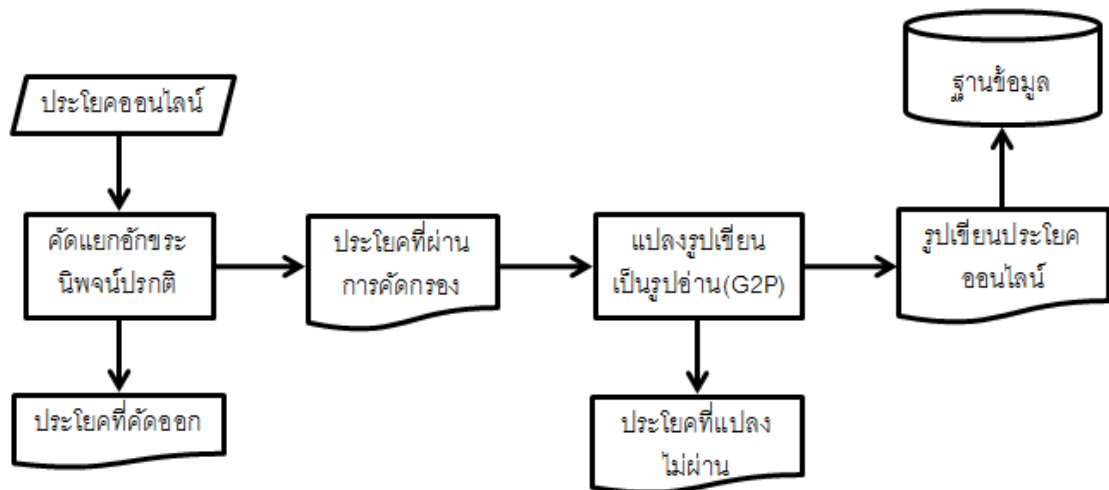 ประโยคออนไลน์
คัดแยกอักขระ
นิพจน์ปรกติ
ประโยคที่คัดออก
ประโยคที่ผ่าน
การคัดกรอง
แปลงรูปเขียน
เป็นรูปอ่าน(G2P)
ประโยคที่แปลง
ไม่ผ่าน
รูปเขียนประโยค
ออนไลน์
ฐานข้อมูล